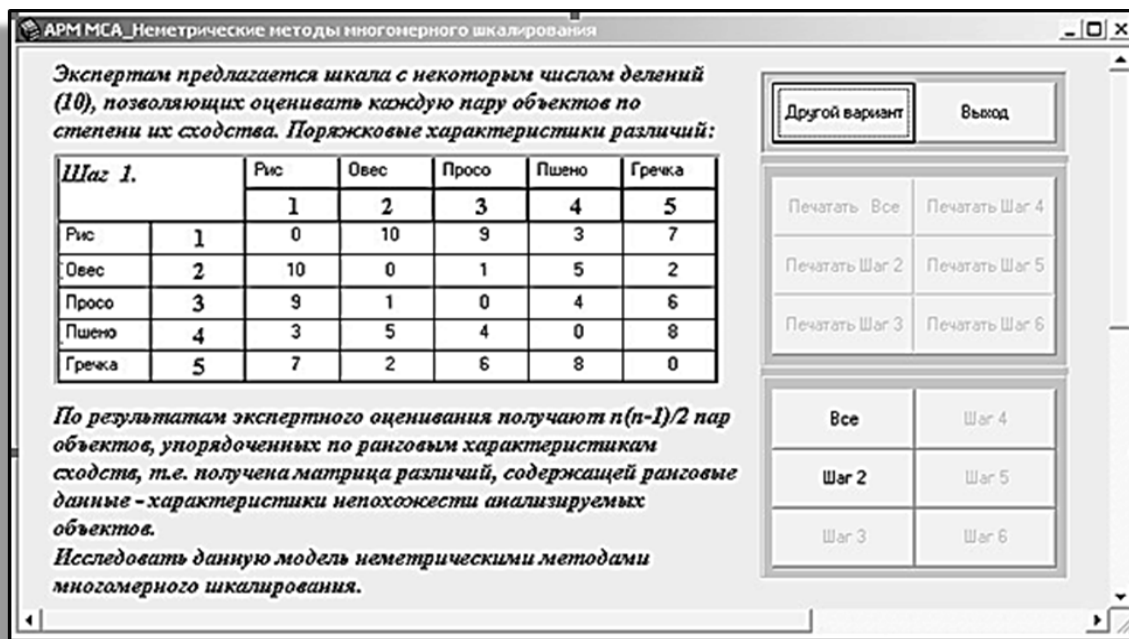 АРМ МСА_Неметрические методы многомерного шкалирования
Экспертам предлагается шкала с некоторым числом делений
(10), позволяющих оценивать каждую пару объектов по
степени их сходства. Поряжковые характеристики различий:
Шаг 1. Рис Овес Просо Пшено Гречка
1 2 3 4 5
Рис 1 0 10 9 3 7
Овес 2 10 0 1 5 2
Просо 3 9 1 0 4 6
Пшено 4 3 5 4 0 8
Гречка 5 7 2 6 8 0
По результатам экспертного оценивания получают n(n-1)/2 пар
объектов, упорядоченных по ранговым характеристикам
сходств, т.е. получена матрица различий, содержащей ранговые
данные - характеристики непохожести анализируемых
объектов.
Исследовать данную модель неметрическими методами
многомерного шкалирования.
Другой вариант Выход
Печатать Все Печатать Шаг 4
Печатать Шаг 2 Печатать Шаг 5
Печатать Шаг 3 Печатать Шаг 6
Все Шаг 4
Шаг 2 Шаг 5
Шаг 3 Шаг 6